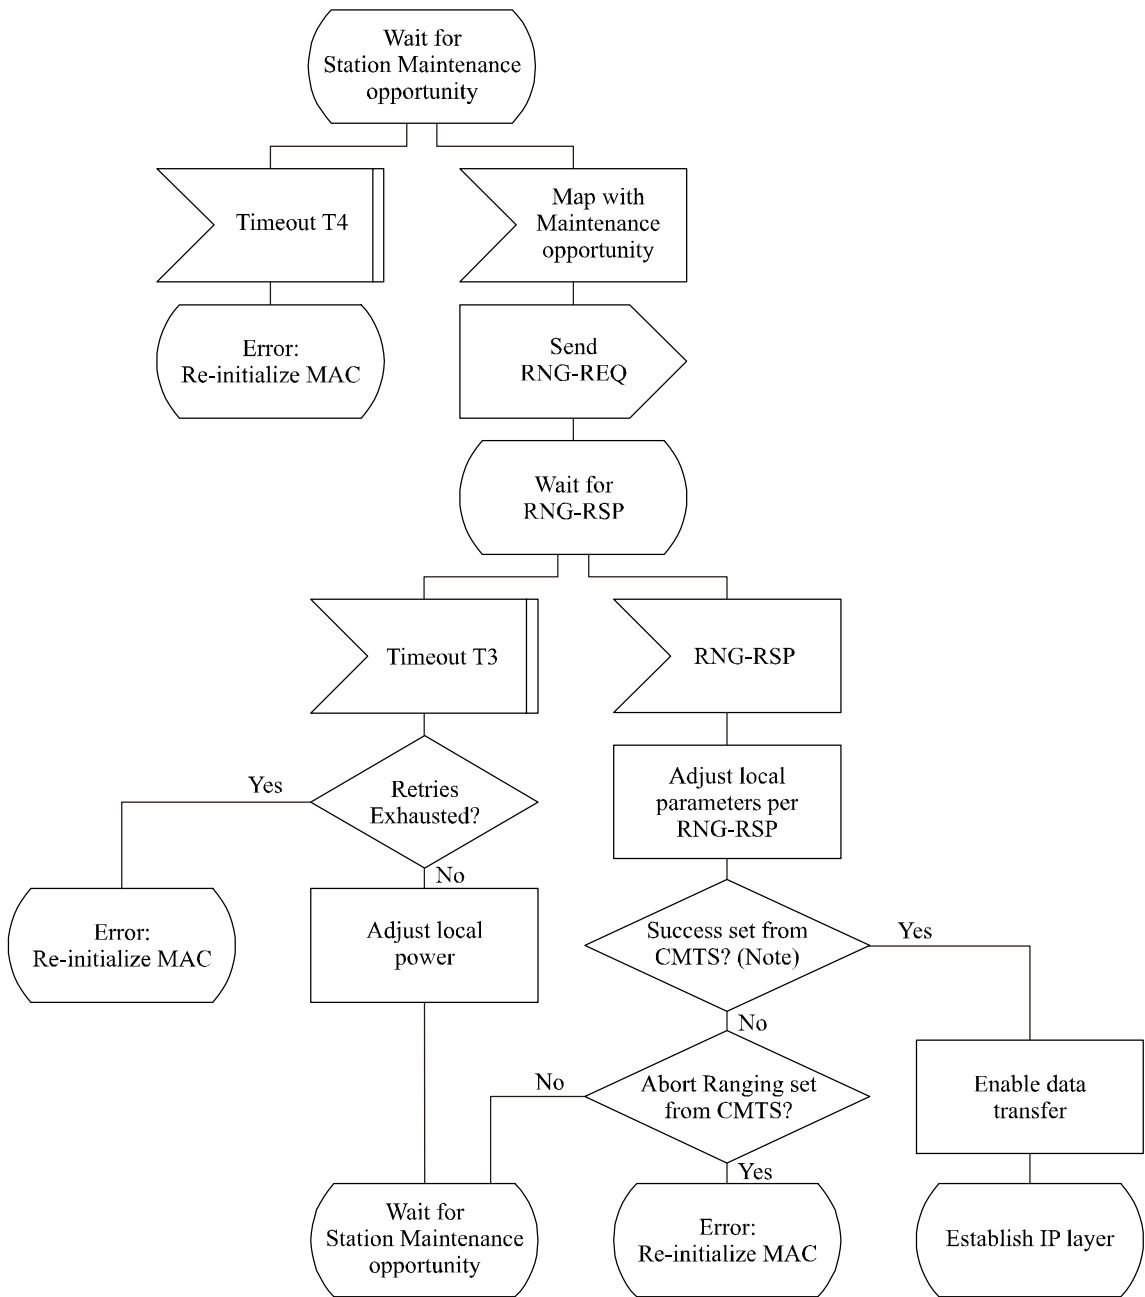 Wait for
Station Maintenance
opportunity
Timeout T4
Map with
Maintenance
opportunity
Error:
Re-initialize MAC
Send
RNG-REQ
Wait for
RNG-RSP
Timeout T3
RNG-RSP
Yes
Retries
Exhausted?
Adjust local
parameters per
RNG-RSP
No
Error:
Re-initialize MAC
Adjust local
power
Success set from
CMTS? (Note)
Yes
No
No
Abort Ranging set
from CMTS?
Enable data
transfer
Yes
Wait for
Station Maintenance
opportunity
Error:
Re-initialize MAC
Establish IP layer